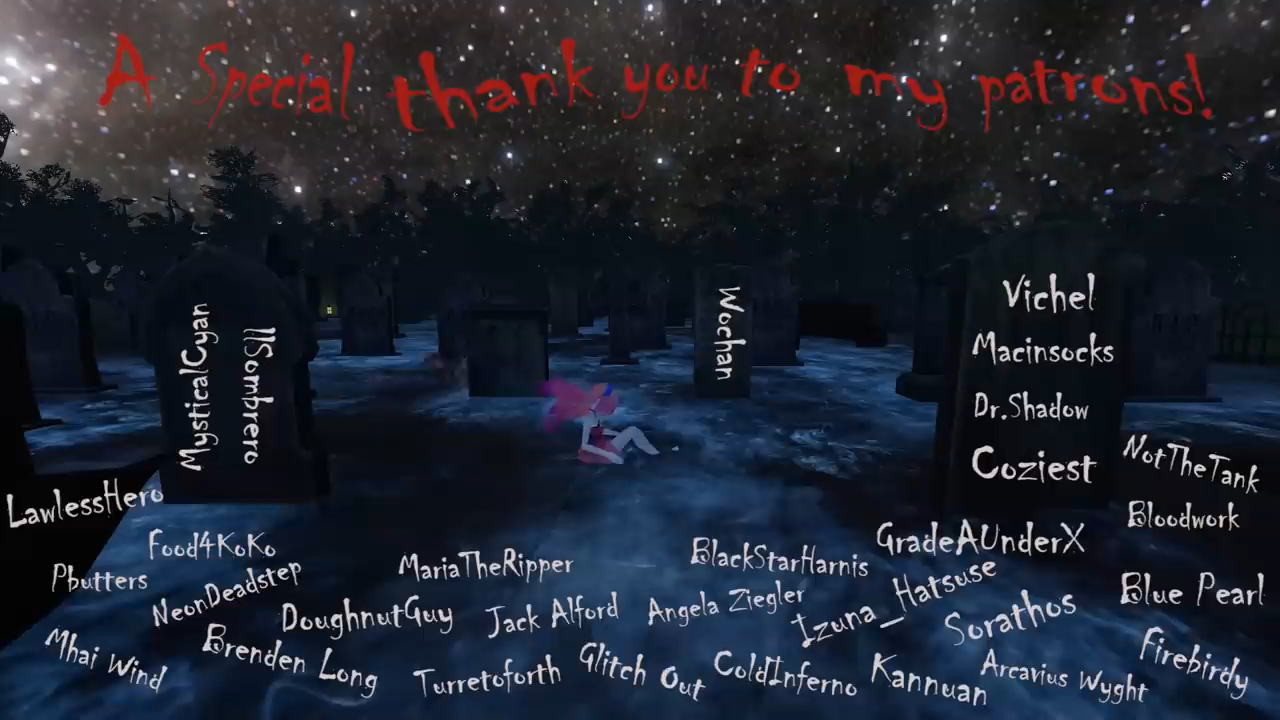 A Special thank you to my patrons!
MysticalCyan
llSombrero
Wochan
Vichel
Macinsocks
Dr.Shadow
Coziest
NotTheTank
LawlessHero
Bloodwork
Food4KoKo
MariaTheRipper
BlackStarHarnis
GradeAUnderX
Pbutters
NeonDeadstep
DoughnutGuy
Jack Alford
Angela Ziegler
Izuna_Hatsuse
Sorathos
Blue Pearl
Mhai Wind
Brenden Long
Turretoforth
Glitch Out
ColdInferno
Kannuan
Arcavius Wyght
Firebirdy